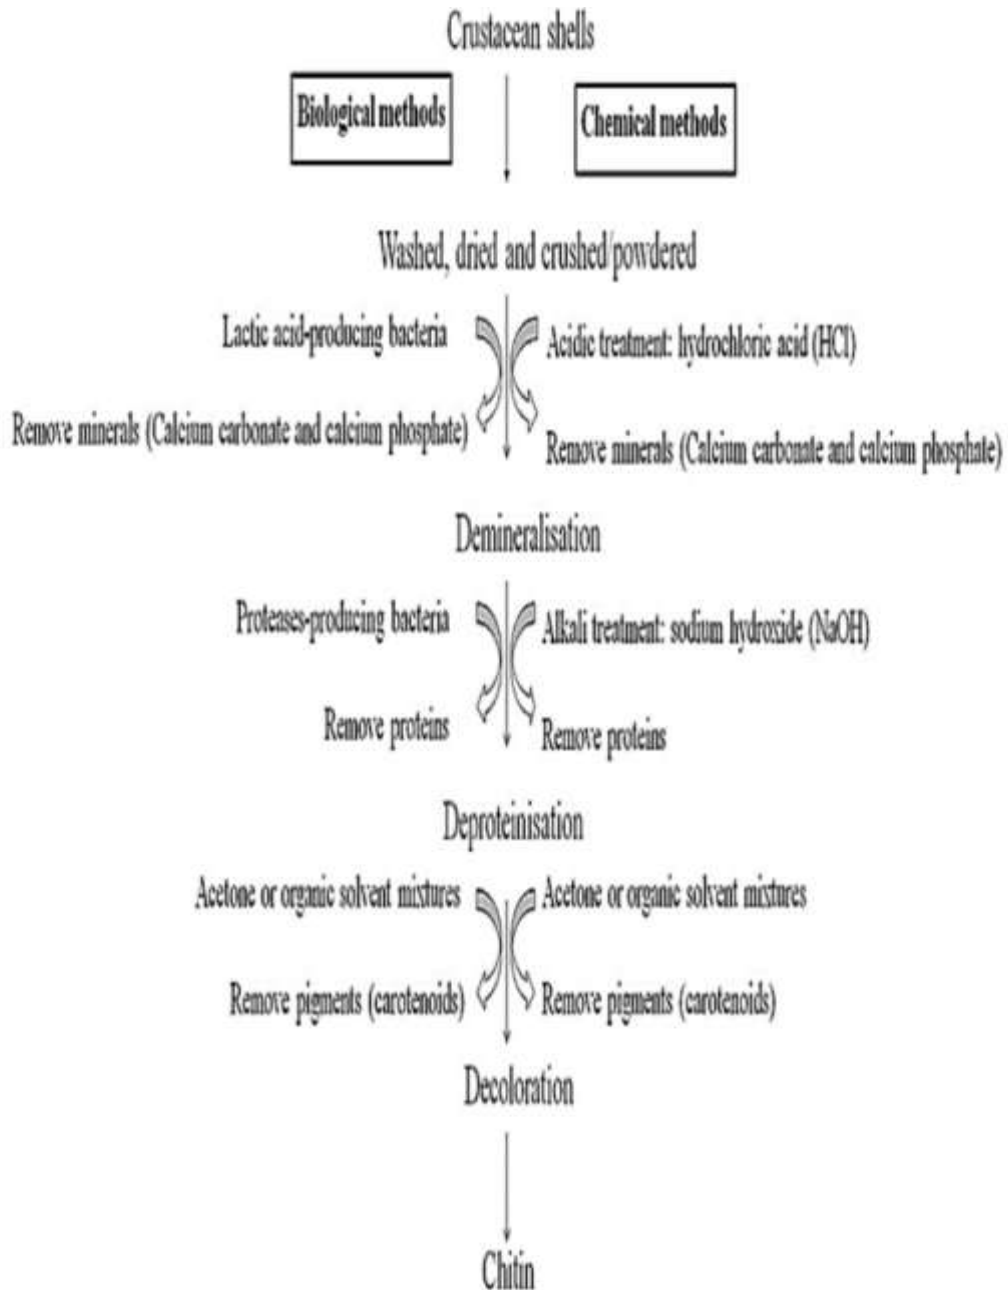 Crustacean shells
Biological methods
Chemical methods
Washed, dried and crushed/powdered
Lactic acid-producing bacteria
Acidic treatment: hydrochloric acid (HCl)
Remove minerals (Calcium carbonate and calcium phosphate)
Remove minerals (Calcium carbonate and calcium phosphate)
Demineralisation
Proteases-producing bacteria
Alkali treatment: sodium hydroxide (NaOH)
Remove proteins
Remove proteins
Deproteinisation
Acetone or organic solvent mixtures
Acetone or organic solvent mixtures
Remove pigments (carotenoids)
Remove pigments (carotenoids)
Decoloration
Chitin